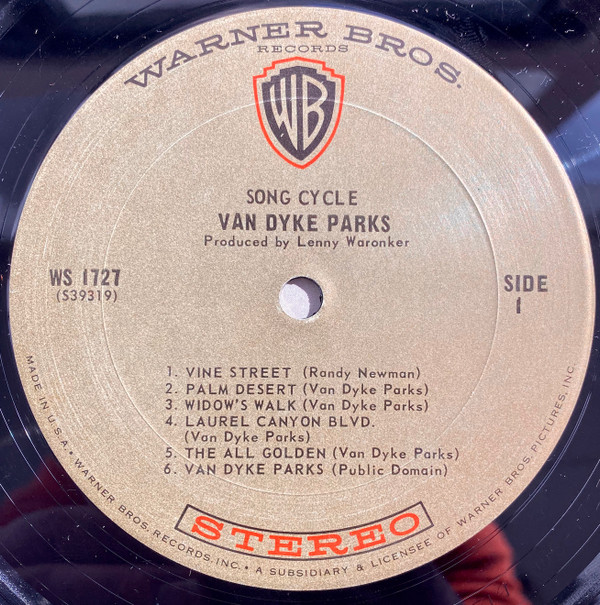 WARNER BROS.
RECORDS
WB
SONG CYCLE
VAN DYKE PARKS
Produced by Lenny Waronker
WS 1727
(S39319)
SIDE
1
1. VINE STREET (Randy Newman)
2. PALM DESERT (Van Dyke Parks)
3. WIDOW'S WALK (Van Dyke Parks)
4. LAUREL CANYON BLVD.
(Van Dyke Parks)
5. THE ALL GOLDEN (Van Dyke Parks)
6. VAN DYKE PARKS (Public Domain)
STEREO
MADE IN U.S.A. • WARNER BROS. RECORDS, INC. • A SUBSIDIARY & LICENSEE OF WARNER BROS. PICTURES, INC.